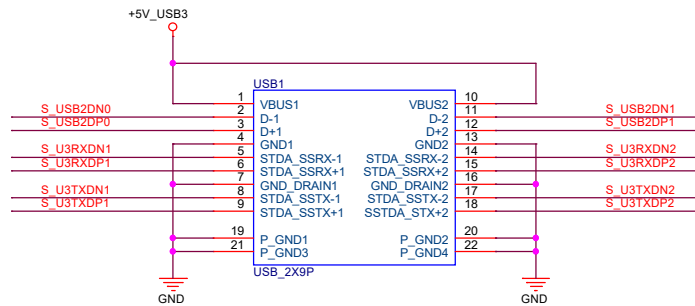 +5V_USB3
USB1
1 VBUS1 VBUS2 10
S_USB2DN0 2 D-1 D-2 11 S_USB2DN1
S_USB2DP0 3 D+1 D+2 12 S_USB2DP1
4 GND1 GND2 13
S_U3RXDN1 5 STDA_SSRX-1 STDA_SSRX-2 14 S_U3RXDN2
S_U3RXDP1 6 STDA_SSRX+1 STDA_SSRX+2 15 S_U3RXDP2
7 GND_DRAIN1 GND_DRAIN2 16
S_U3TXDN1 8 STDA_SSTX-1 STDA_SSTX-2 17 S_U3TXDN2
S_U3TXDP1 9 STDA_SSTX+1 SSTDA_STX+2 18 S_U3TXDP2
19 P_GND1 P_GND2 20
21 P_GND3 P_GND4 22
USB_2X9P
GND GND